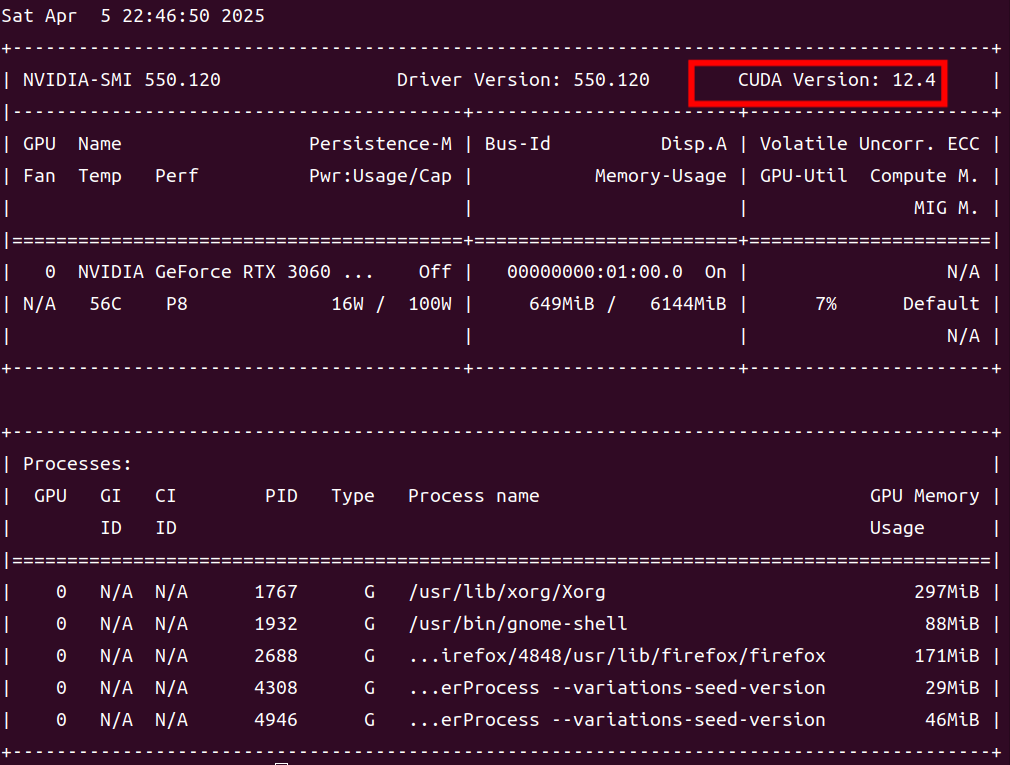 Sat Apr  5 22:46:50 2025
+-----------------------------------------------------------------------------------------+
| NVIDIA-SMI 550.120                Driver Version: 550.120        CUDA Version: 12.4     |
|-----------------------------------------+------------------------+----------------------+
| GPU  Name                 Persistence-M | Bus-Id          Disp.A | Volatile Uncorr. ECC |
| Fan  Temp   Perf          Pwr:Usage/Cap |           Memory-Usage | GPU-Util  Compute M. |
|                                         |                        |               MIG M. |
|=========================================+========================+======================|
|   0  NVIDIA GeForce RTX 3060 ...    Off |   00000000:01:00.0  On |                  N/A |
| N/A   56C    P8             16W /  100W |     649MiB /   6144MiB |      7%      Default |
|                                         |                        |                  N/A |
+-----------------------------------------+------------------------+----------------------+
+-----------------------------------------------------------------------------------------+
| Processes:                                                                              |
|  GPU   GI   CI        PID   Type   Process name                              GPU Memory |
|        ID   ID                                                               Usage      |
|=========================================================================================|
|    0   N/A  N/A      1767      G   /usr/lib/xorg/Xorg                            297MiB |
|    0   N/A  N/A      1932      G   /usr/bin/gnome-shell                           88MiB |
|    0   N/A  N/A      2688      G   ...irefox/4848/usr/lib/firefox/firefox        171MiB |
|    0   N/A  N/A      4308      G   ...erProcess --variations-seed-version         29MiB |
|    0   N/A  N/A      4946      G   ...erProcess --variations-seed-version         46MiB |
+-----------------------------------------------------------------------------------------+